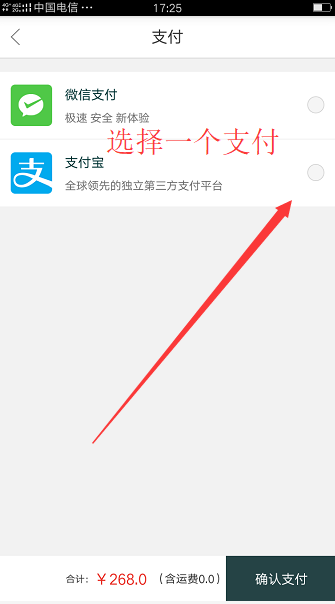 中国电信 17:25
支付
微信支付
极速 安全 新体验
选择一个支付
支付宝
全球领先的独立第三方支付平台
合计: ￥268.0 (含运费0.0) 确认支付